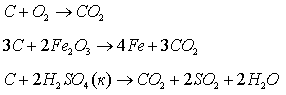 C + O₂ → CO₂
3C + 2Fe₂O₃ → 4Fe + 3CO₂
C + 2H₂SO₄(к) → CO₂ + 2SO₂ + 2H₂O